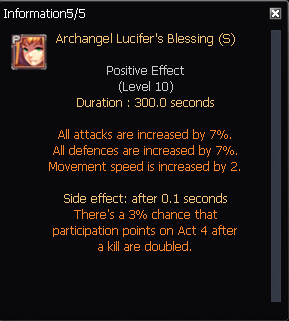 Information5/5
Archangel Lucifer's Blessing (S)
P
Positive Effect
(Level 10)
Duration : 300.0 seconds
All attacks are increased by 7%.
All defences are increased by 7%.
Movement speed is increased by 2.
Side effect: after 0.1 seconds
There's a 3% chance that
participation points on Act 4 after
a kill are doubled.